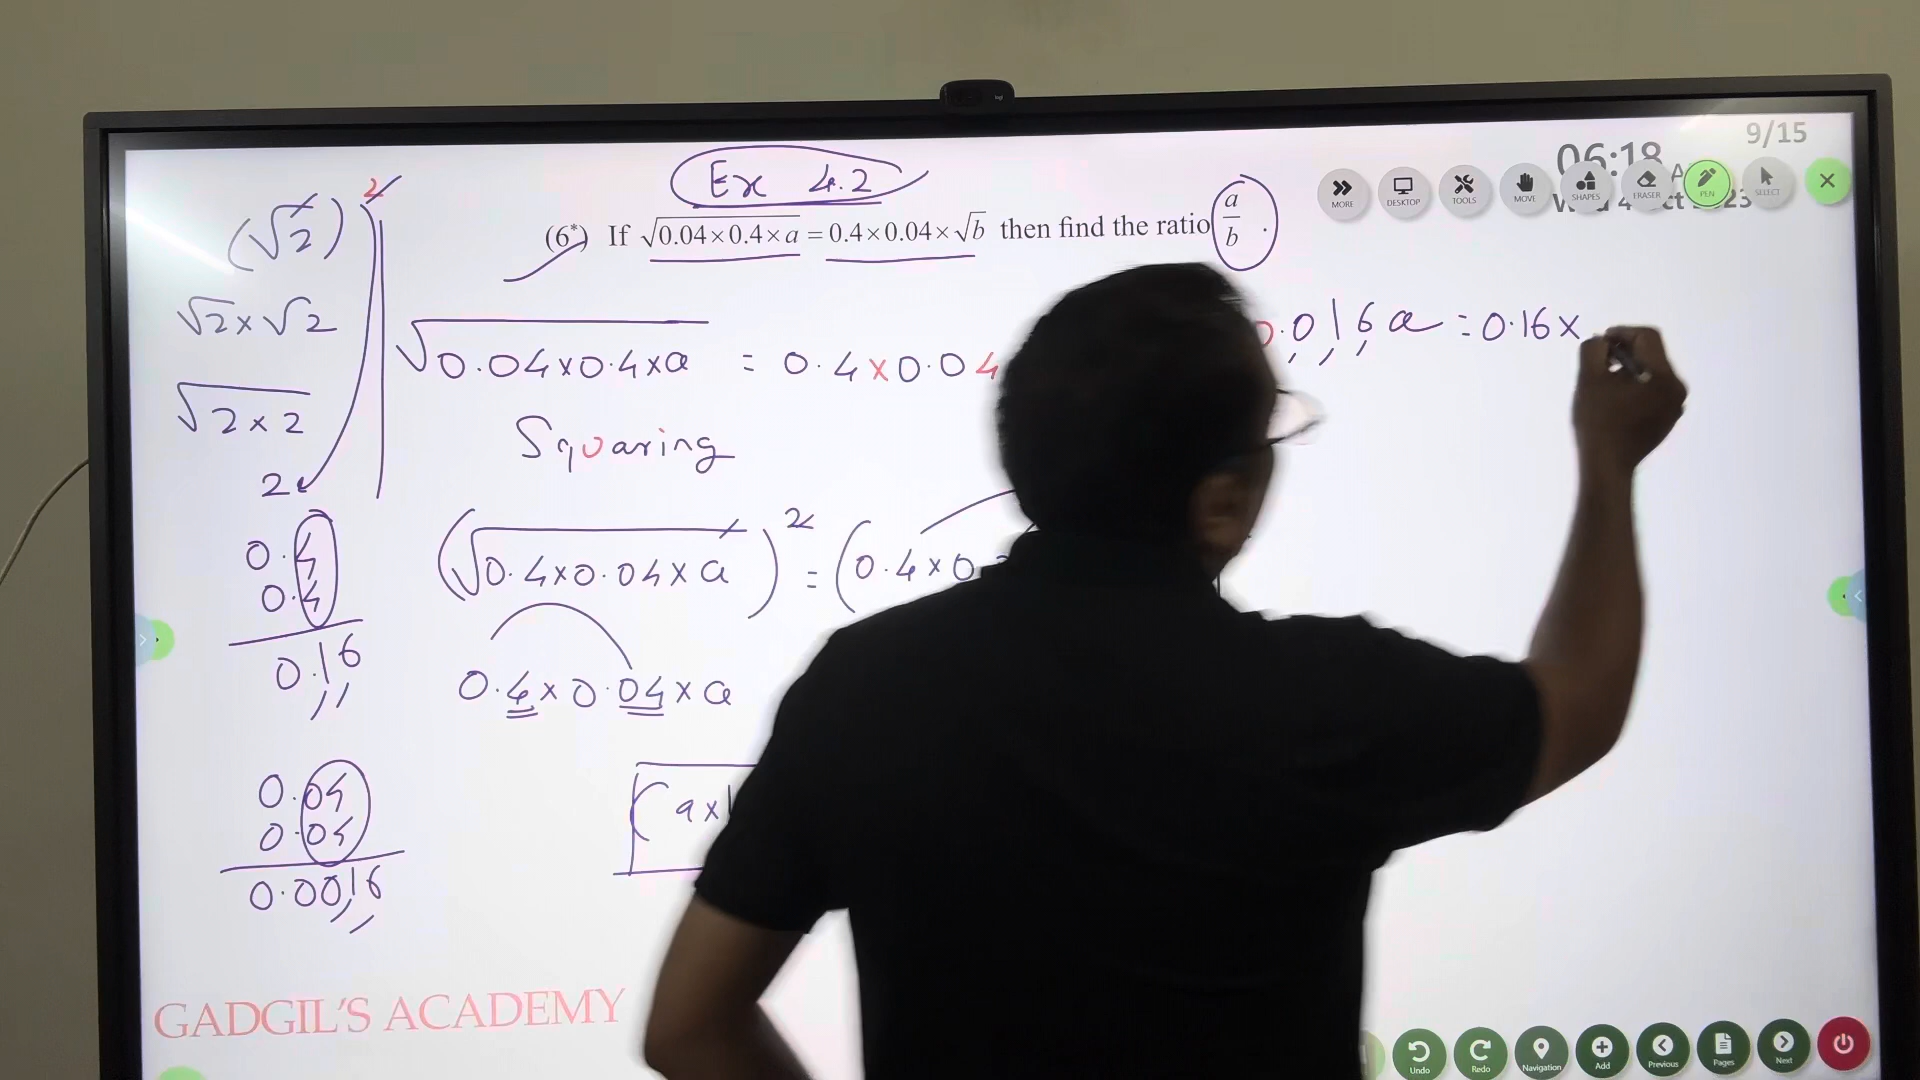 9/15
06:18
MORE
DESKTOP
TOOLS
MOVE
SHAPES
ERASER
PEN
SELECT
Ex 4.2
(6*) If √0.04×0.4×a = 0.4×0.04×√b then find the ratio a/b .
(√2)²
√2 × √2
√2 × 2
2
0.4
0.4
0.16
0.04
0.04
0.0016
√0.04×0.4×a = 0.4×0.04
Squaring
(√0.4×0.04×a)² = (0.4×0.
0.4×0.04×a
(a×
0.016a = 0.16×
GADGIL'S ACADEMY
Undo
Redo
Navigation
Add
Previous
Pages
Next